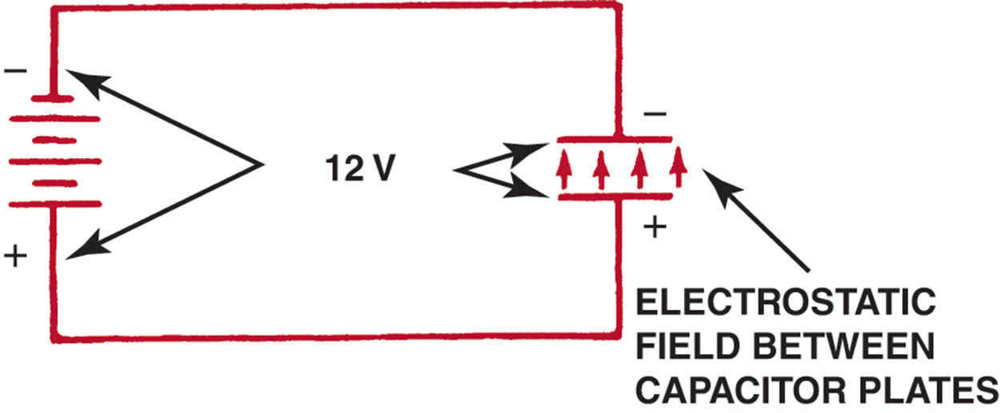 −
−
12 V
+
+
ELECTROSTATIC
FIELD BETWEEN
CAPACITOR PLATES